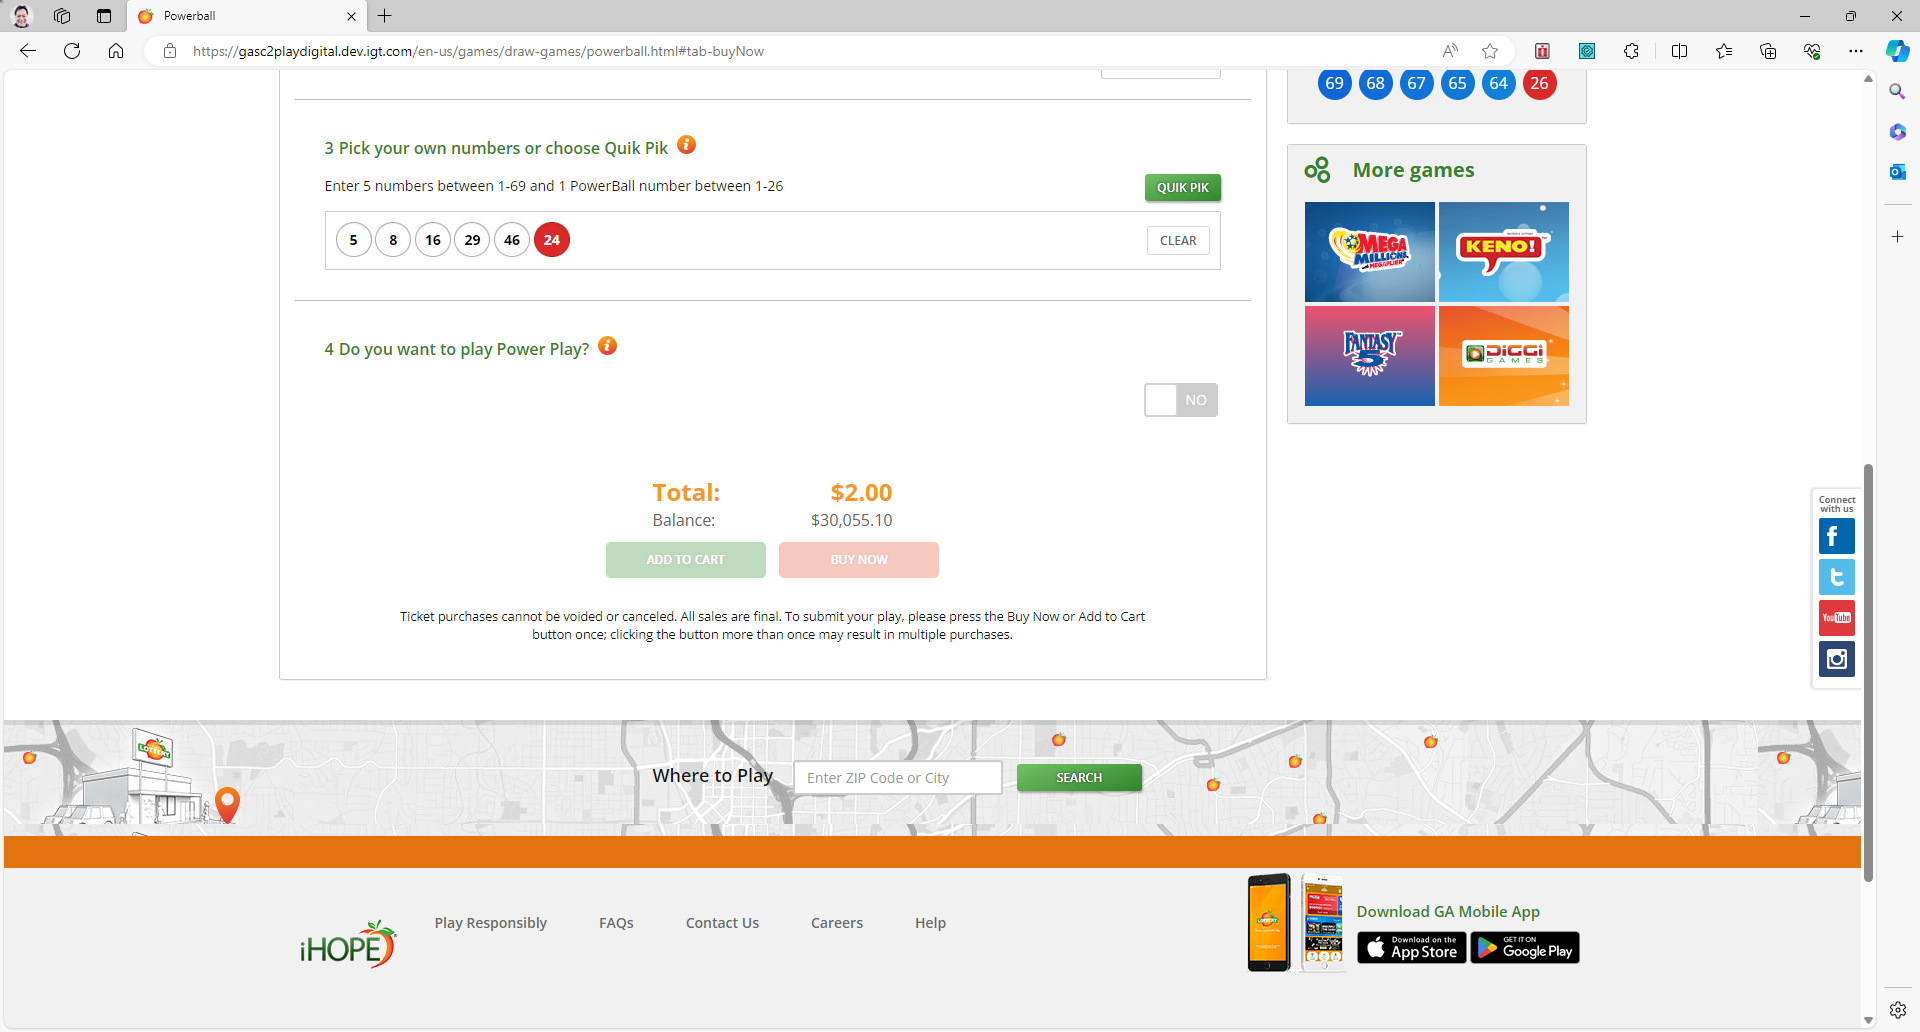 Powerball
https://gasc2playdigital.dev.igt.com/en-us/games/draw-games/powerball.html#tab-buyNow
69 68 67 65 64 26
3 Pick your own numbers or choose Quik Pik
Enter 5 numbers between 1-69 and 1 PowerBall number between 1-26
QUIK PIK
5 8 16 29 46 24
CLEAR
4 Do you want to play Power Play?
NO
Total: $2.00
Balance: $30,055.10
ADD TO CART BUY NOW
Ticket purchases cannot be voided or canceled. All sales are final. To submit your play, please press the Buy Now or Add to Cart
button once; clicking the button more than once may result in multiple purchases.
More games
MEGA
MILLIONS
KENO!
FANTASY
5
DIGGI
GAMES
Connect
with us
YouTube
LOTTERY
Where to Play
Enter ZIP Code or City
SEARCH
iHOPE
Play Responsibly
FAQs
Contact Us
Careers
Help
Download GA Mobile App
Download on the
App Store
GET IT ON
Google Play